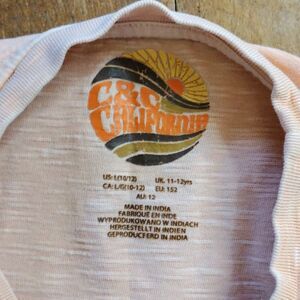 C&C
CALIFORNIA
US: L(10/12) UK: 11-12yrs
CA: L/G(10-12) EU: 152
AU: 12
MADE IN INDIA
FABRIQUÉ EN INDE
WYPRODUKOWANO W INDIACH
HERGESTELLT IN INDIEN
GEPRODUCEERD IN INDIA